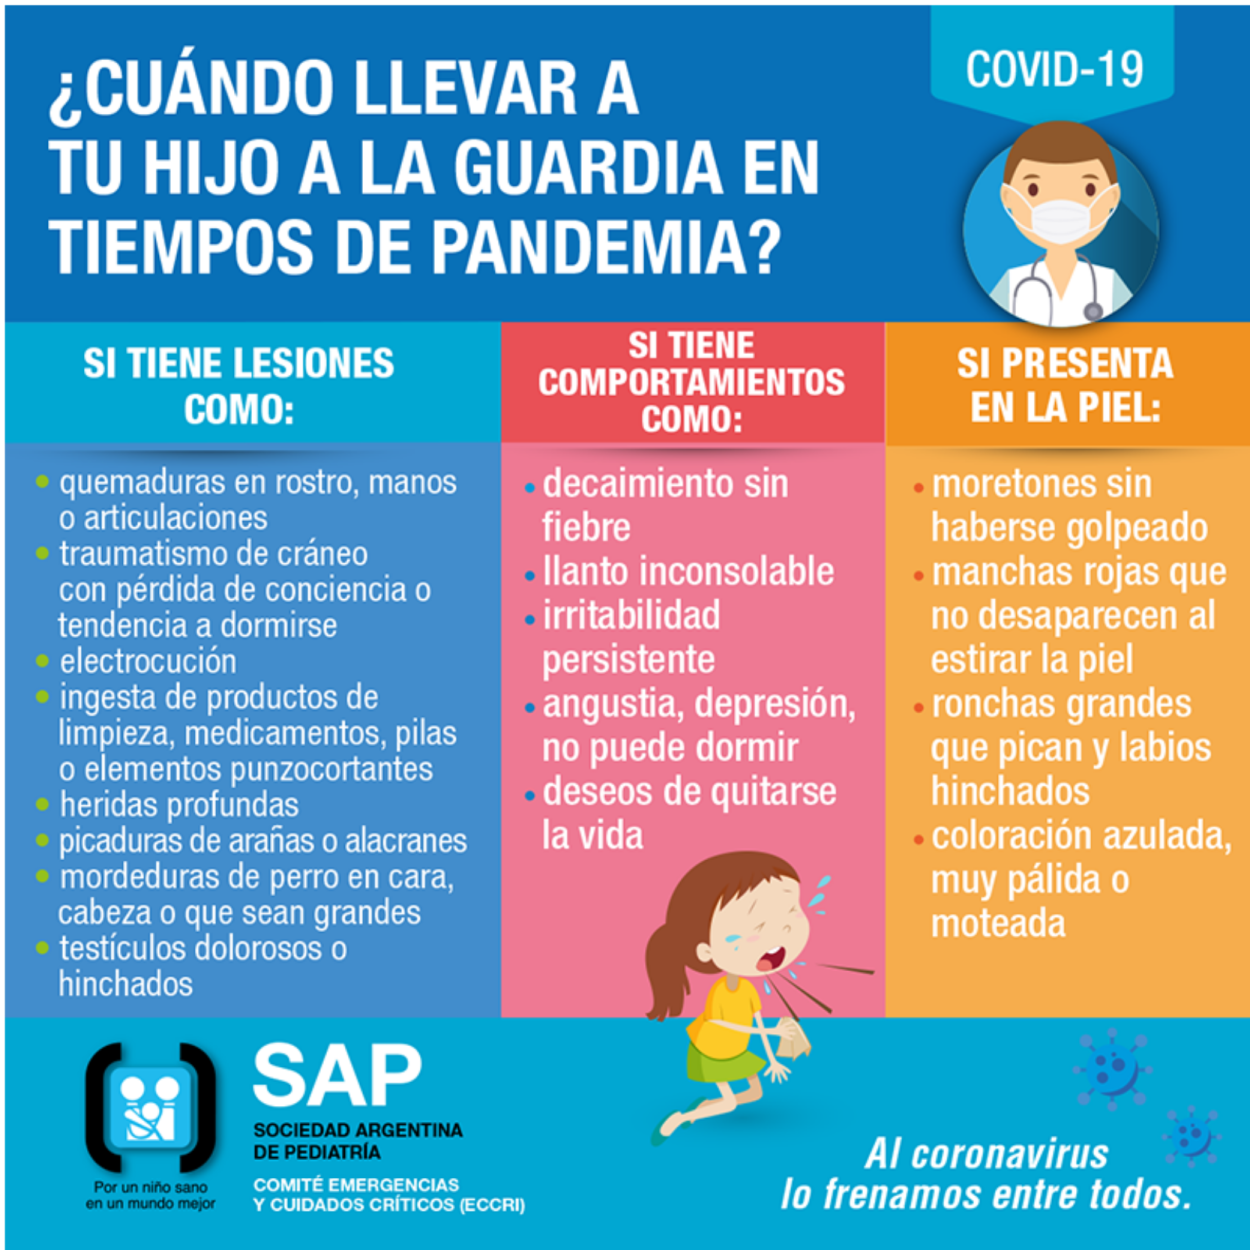 ¿CUÁNDO LLEVAR A
TU HIJO A LA GUARDIA EN
TIEMPOS DE PANDEMIA?
COVID-19
SI TIENE LESIONES
COMO:
• quemaduras en rostro, manos
o articulaciones
• traumatismo de cráneo
con pérdida de conciencia o
tendencia a dormirse
• electrocución
• ingesta de productos de
limpieza, medicamentos, pilas
o elementos punzocortantes
• heridas profundas
• picaduras de arañas o alacranes
• mordeduras de perro en cara,
cabeza o que sean grandes
• testículos dolorosos o
hinchados
SI TIENE
COMPORTAMIENTOS
COMO:
• decaimiento sin
fiebre
• llanto inconsolable
• irritabilidad
persistente
• angustia, depresión,
no puede dormir
• deseos de quitarse
la vida
SI PRESENTA
EN LA PIEL:
• moretones sin
haberse golpeado
• manchas rojas que
no desaparecen al
estirar la piel
• ronchas grandes
que pican y labios
hinchados
• coloración azulada,
muy pálida o
moteada
Por un niño sano
en un mundo mejor
SAP
SOCIEDAD ARGENTINA
DE PEDIATRÍA
COMITÉ EMERGENCIAS
Y CUIDADOS CRÍTICOS (ECCRI)
Al coronavirus
lo frenamos entre todos.